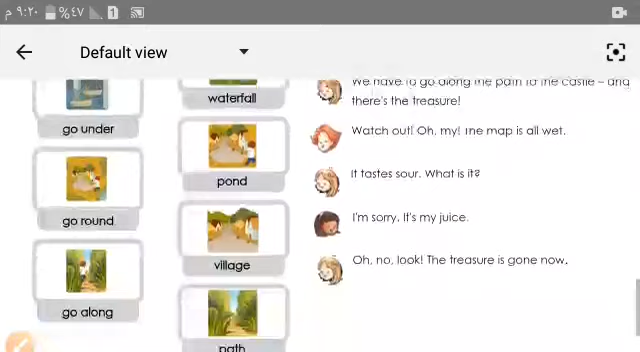 م ٩:٢٠ %٤٧ 1
Default view
go under
go round
go along
waterfall
pond
village
path
We have to go along the path to the castle – and
there's the treasure!
Watch out! Oh, my! The map is all wet.
It tastes sour. What is it?
I'm sorry. It's my juice.
Oh, no, look! The treasure is gone now.